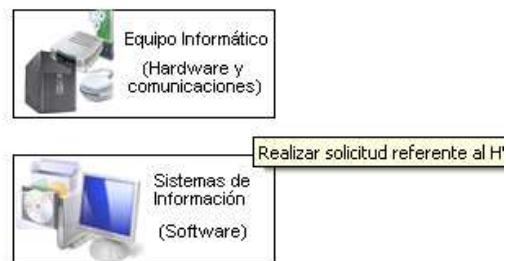 Equipo Informático
(Hardware y
comunicaciones)
Realizar solicitud referente al
Sistemas de
Información
(Software)